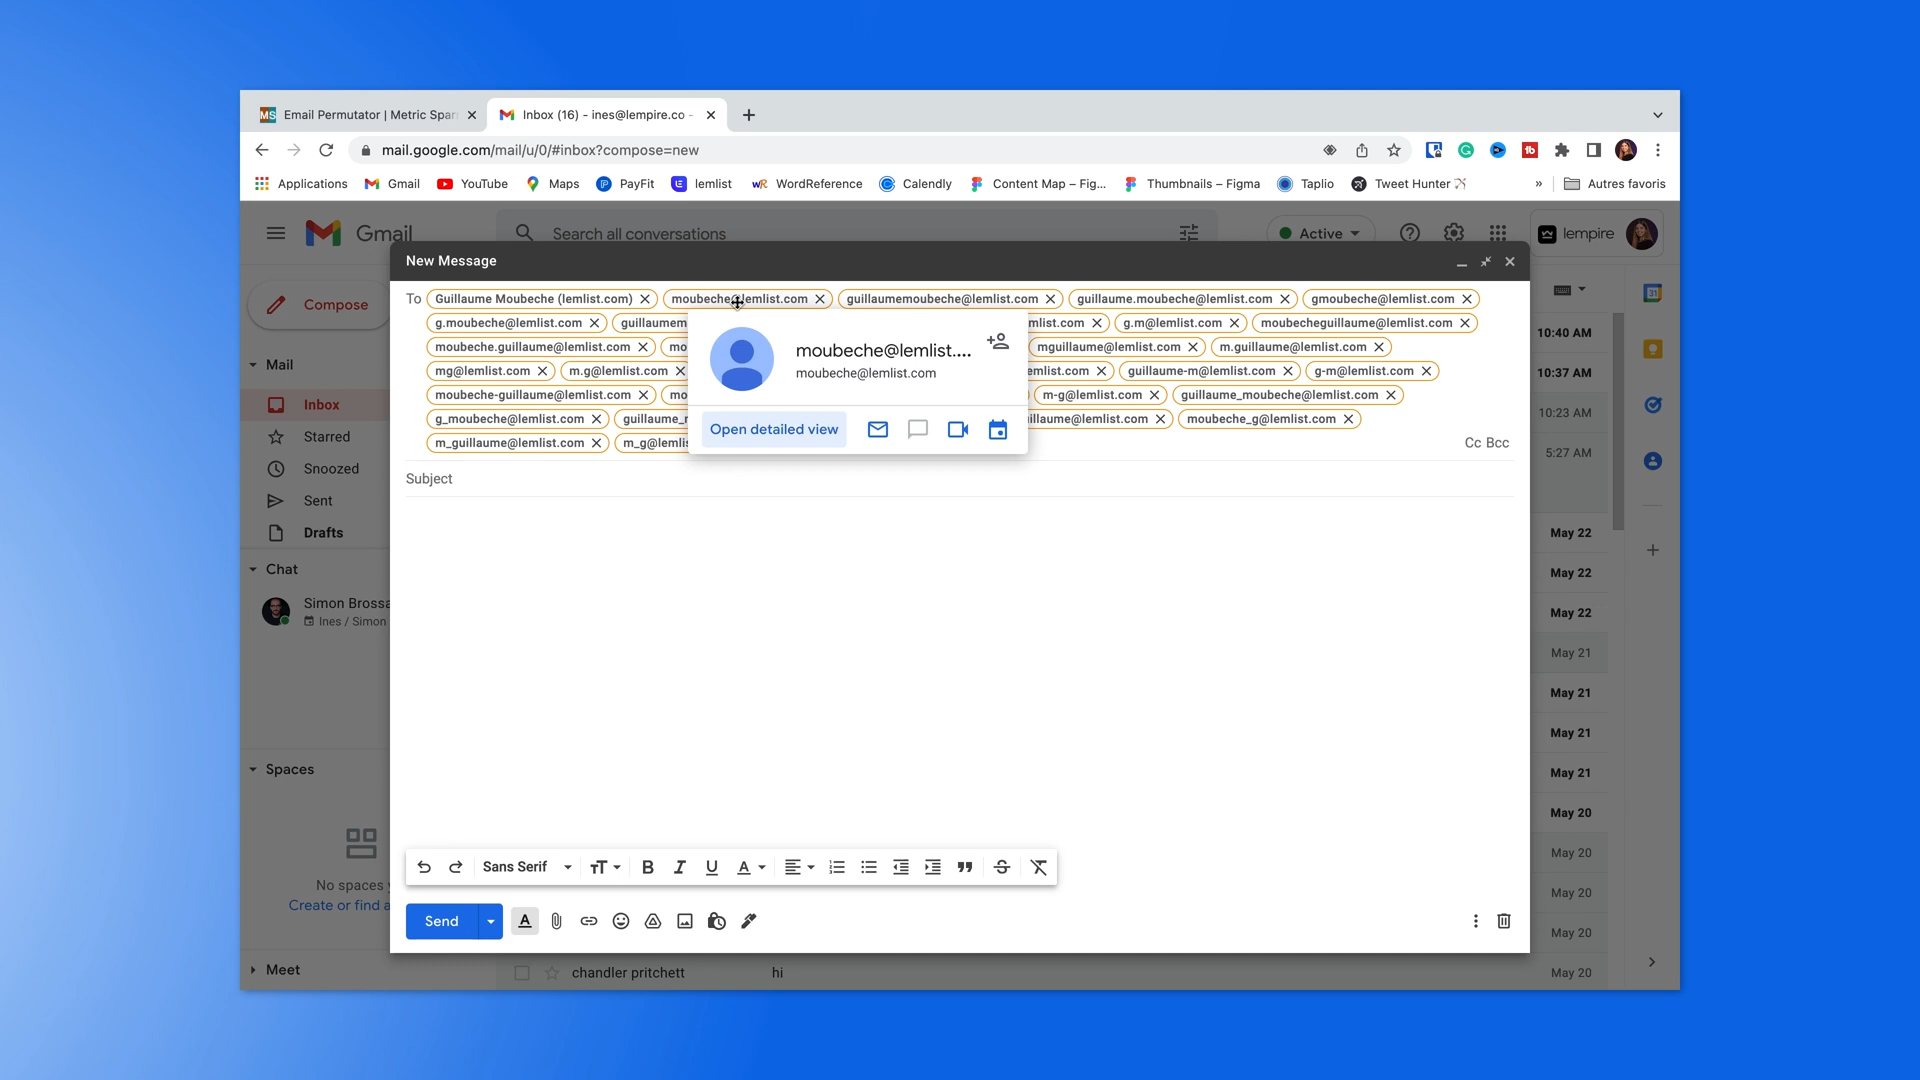 MS Email Permutator | Metric Spar
Inbox (16) - ines@lempire.co -
mail.google.com/mail/u/0/#inbox?compose=new
Applications Gmail YouTube Maps PayFit lemlist WordReference Calendly Content Map – Fig... Thumbnails – Figma Taplio Tweet Hunter » Autres favoris
Gmail Search all conversations Active lempire
New Message
Compose
To Guillaume Moubeche (lemlist.com) moubeche@lemlist.com guillaumemoubeche@lemlist.com guillaume.moubeche@lemlist.com gmoubeche@lemlist.com
g.moubeche@lemlist.com guillaumem mlist.com g.m@lemlist.com moubecheguillaume@lemlist.com
moubeche.guillaume@lemlist.com mo mguillaume@lemlist.com m.guillaume@lemlist.com
mg@lemlist.com m.g@lemlist.com emlist.com guillaume-m@lemlist.com g-m@lemlist.com
moubeche-guillaume@lemlist.com mo m-g@lemlist.com guillaume_moubeche@lemlist.com
g_moubeche@lemlist.com guillaume_ illaume@lemlist.com moubeche_g@lemlist.com
m_guillaume@lemlist.com m_g@lemlis
Cc Bcc
moubeche@lemlist....
moubeche@lemlist.com
Open detailed view
Subject
Mail
Inbox
Starred
Snoozed
Sent
Drafts
Chat
Simon Brossa
Ines / Simon
Spaces
No spaces
Create or find a
Meet
31
10:40 AM
10:37 AM
10:23 AM
5:27 AM
May 22
May 22
May 22
May 21
May 21
May 21
May 21
May 20
May 20
May 20
May 20
Sans Serif
Send
chandler pritchett hi May 20